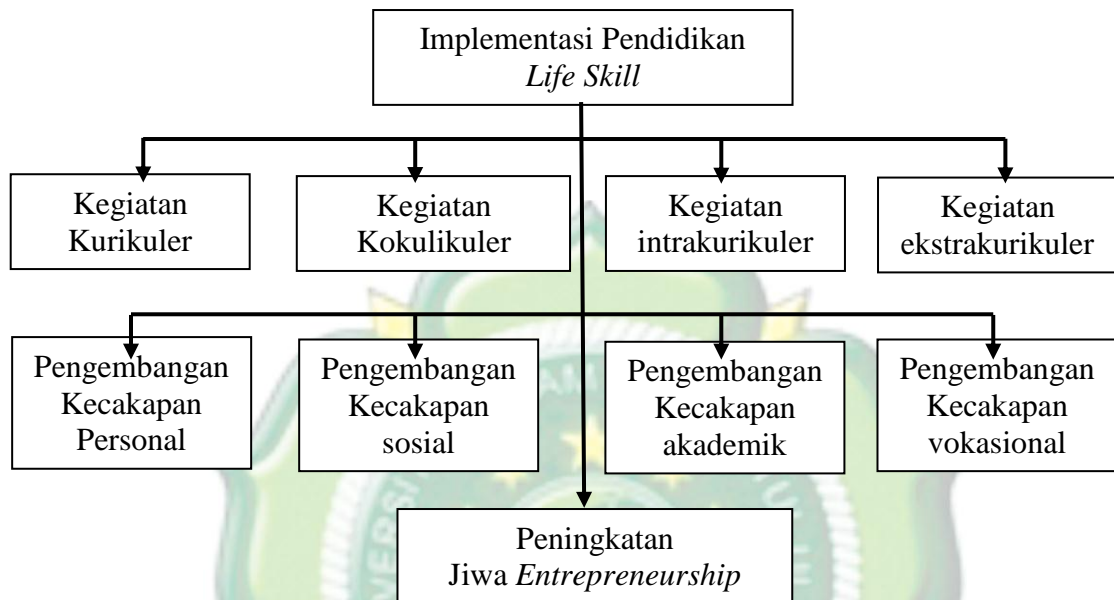 Implementasi Pendidikan
Life Skill
Kegiatan
Kurikuler
Kegiatan
Kokulikuler
Kegiatan
intrakurikuler
Kegiatan
ekstrakurikuler
Pengembangan
Kecakapan
Personal
Pengembangan
Kecakapan
sosial
Pengembangan
Kecakapan
akademik
Pengembangan
Kecakapan
vokasional
Peningkatan
Jiwa Entrepreneurship